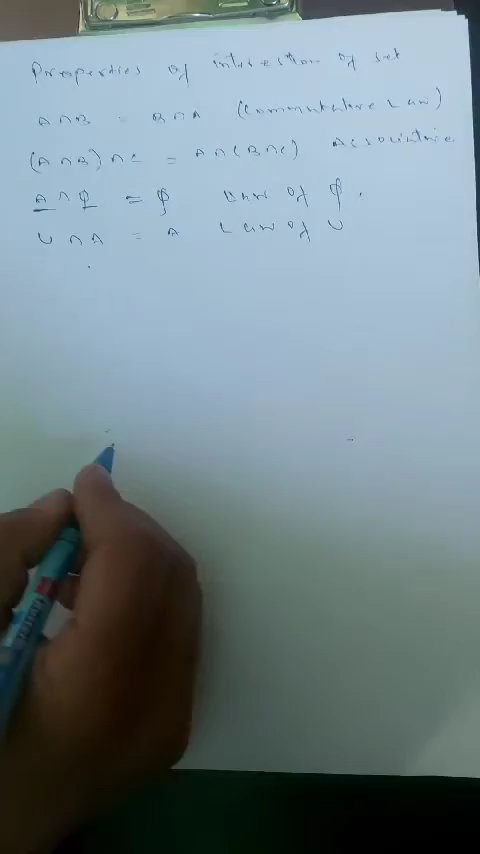 Properties of intersection of set
A∩B = B∩A (Commutative Law)
(A∩B)∩C = A∩(B∩C) Associative
A∩φ = φ Law of φ.
U∩A = A Law of U